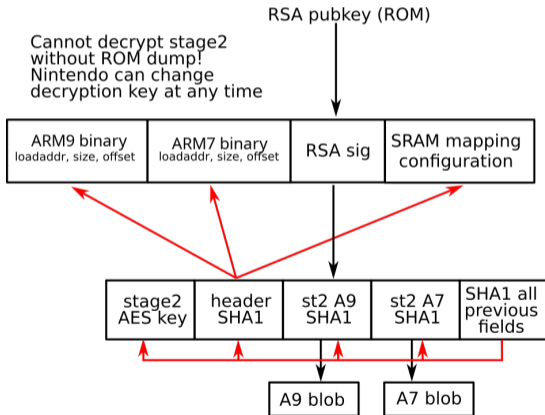 RSA pubkey (ROM)
Cannot decrypt stage2
without ROM dump!
Nintendo can change
decryption key at any time
ARM9 binary
loadaddr, size, offset
ARM7 binary
loadaddr, size, offset
RSA sig
SRAM mapping
configuration
stage2
AES key
header
SHA1
st2 A9
SHA1
st2 A7
SHA1
SHA1 all
previous
fields
A9 blob
A7 blob